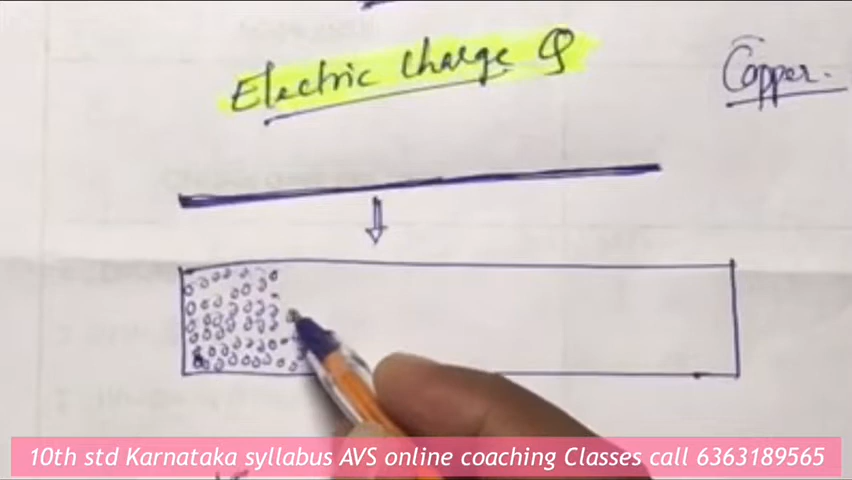 Electric Charge Q
Copper.
10th std Karnataka syllabus AVS online coaching Classes call 6363189565